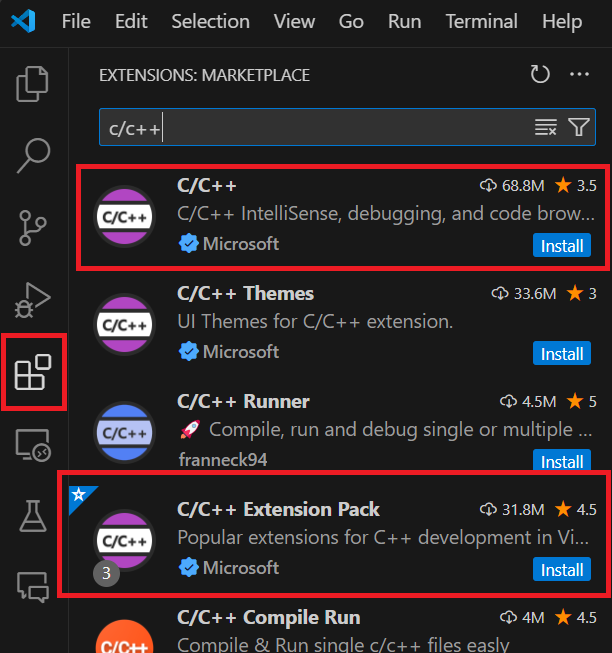 File Edit Selection View Go Run Terminal Help
EXTENSIONS: MARKETPLACE
c/c++
C/C++ 68.8M 3.5
C/C++ IntelliSense, debugging, and code brow...
C/C++
Microsoft Install
C/C++ Themes 33.6M 3
UI Themes for C/C++ extension.
C/C++
Microsoft Install
C/C++ Runner 4.5M 5
🚀 Compile, run and debug single or multiple ...
C/C++
franneck94 Install
C/C++ Extension Pack 31.8M 4.5
Popular extensions for C++ development in Vi...
C/C++
3 Microsoft Install
C/C++ Compile Run 4M 4.5
Compile & Run single c/c++ files easly
C/C++